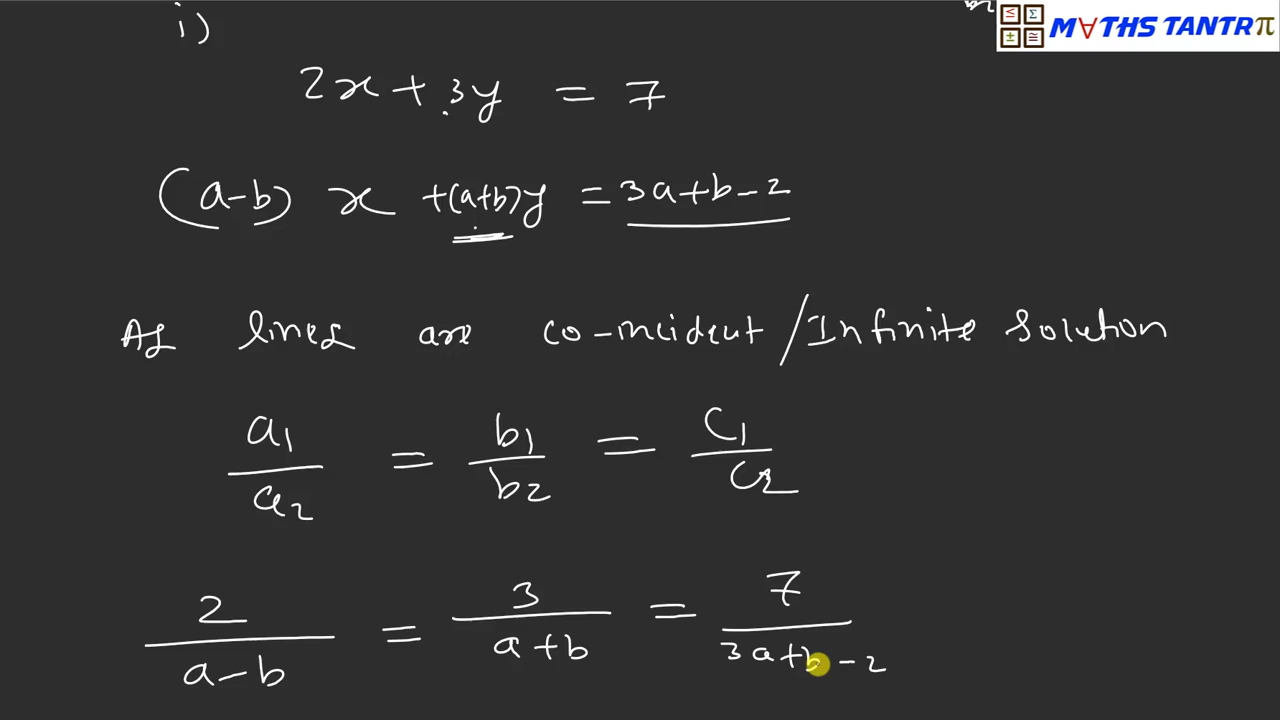 M∀THS TANTRπ
i)
2x + 3y = 7
(a-b) x + (a+b) y = 3a+b-2
As lines are co-incident / Infinite Solution
a1/a2 = b1/b2 = c1/c2
2/(a-b) = 3/(a+b) = 7/(3a+b-2)